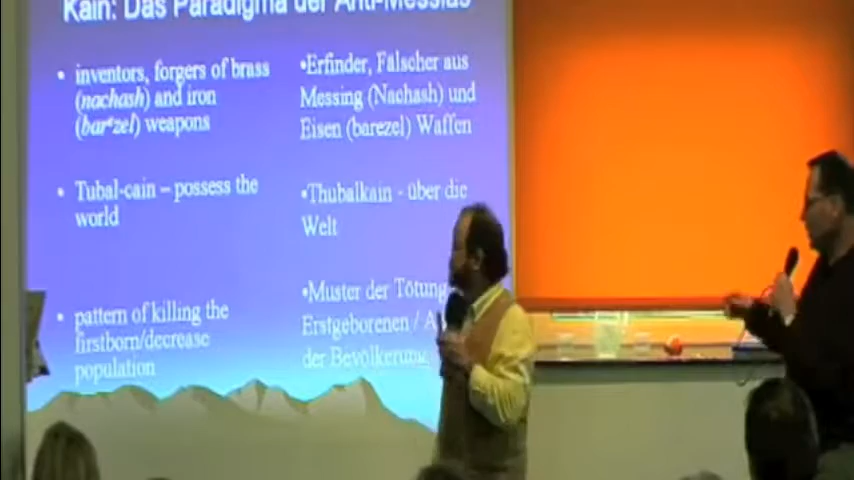 Kain: Das Paradigma der Anti-Messias
• inventors, forgers of brass
(nachash) and iron
(barᵉzel) weapons
• Tubal-cain – possess the
world
• pattern of killing the
firstborn/decrease
population
•Erfinder, Fälscher aus
Messing (Nachash) und
Eisen (barezel) Waffen
•Thubalkain - über die
Welt
•Muster der Tötung
Erstgeborenen /
der Bevölkerung